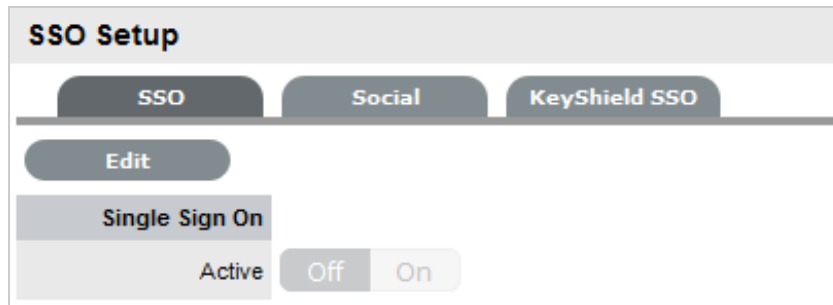 SSO Setup
SSO Social KeyShield SSO
Edit
Single Sign On
Active Off On